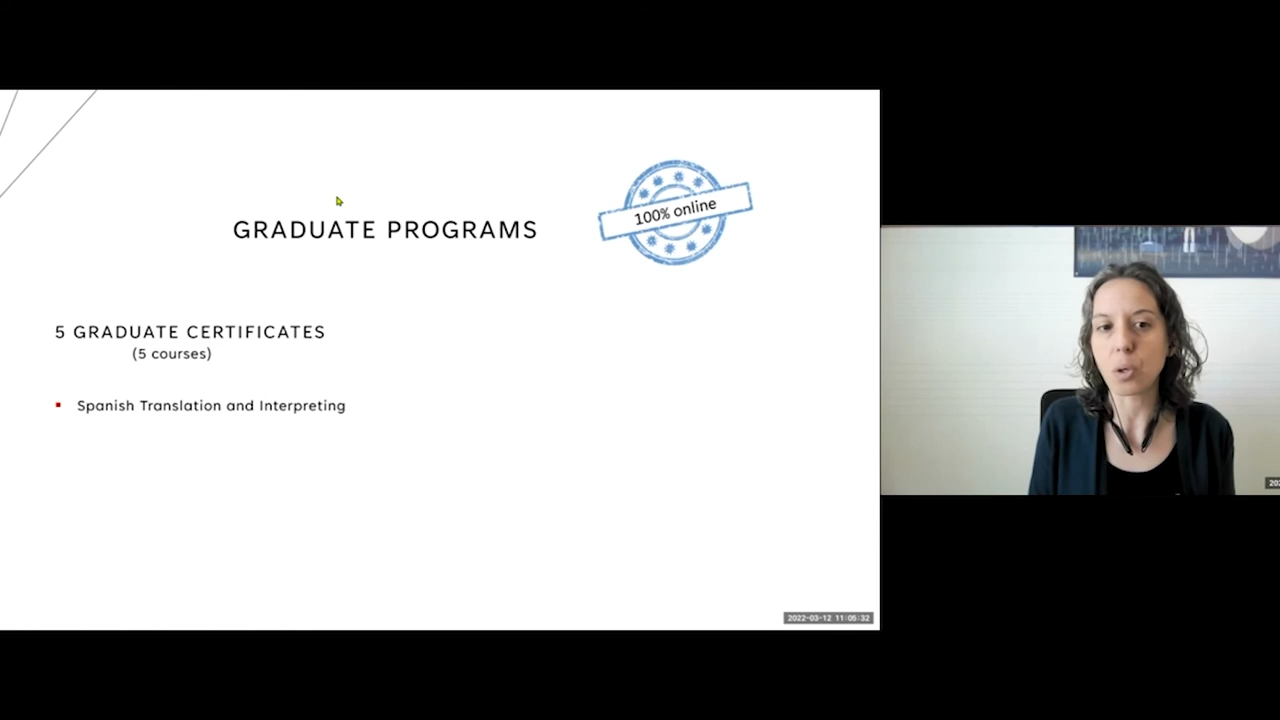 GRADUATE PROGRAMS
100% online
5 GRADUATE CERTIFICATES
(5 courses)
Spanish Translation and Interpreting
2022-03-12 11:05:32